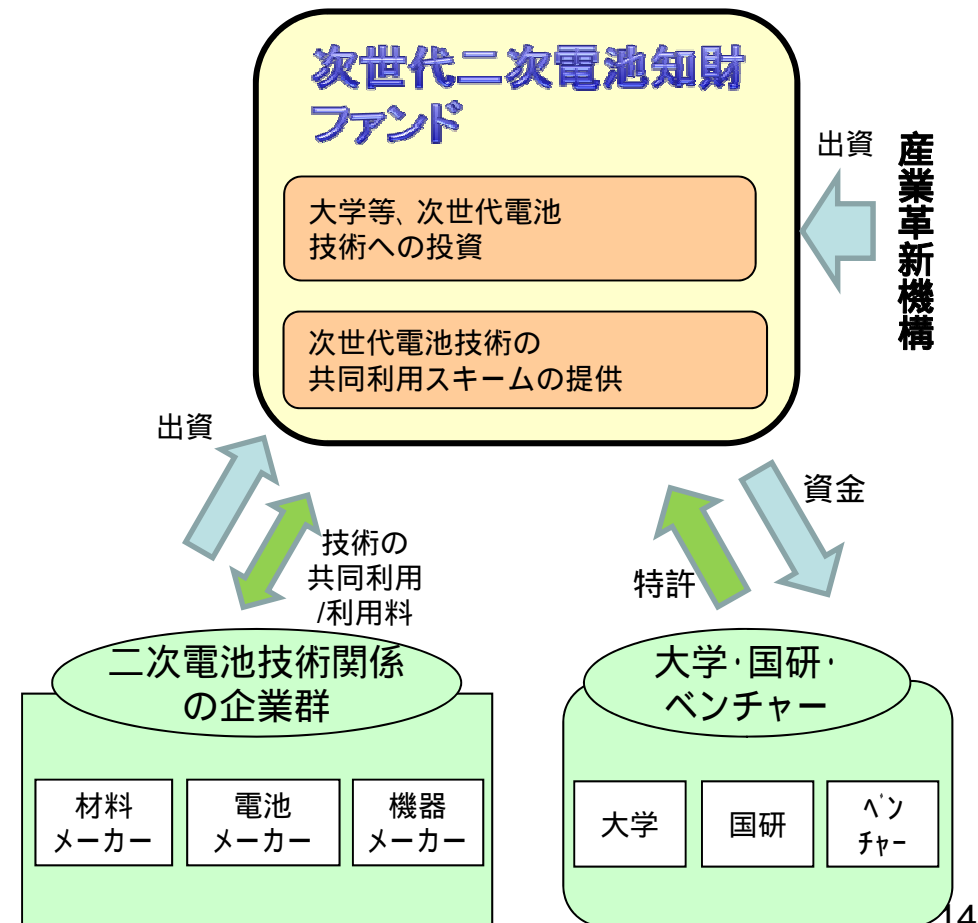 次世代二次電池知財
ファンド
出資
産業革新機構
大学等、次世代電池
技術への投資
次世代電池技術の
共同利用スキームの提供
出資
資金
技術の
共同利用
/利用料
特許
二次電池技術関係
の企業群
大学・国研・
ベンチャー
材料
メーカー
電池
メーカー
機器
メーカー
大学
国研
ベン
チャー
14